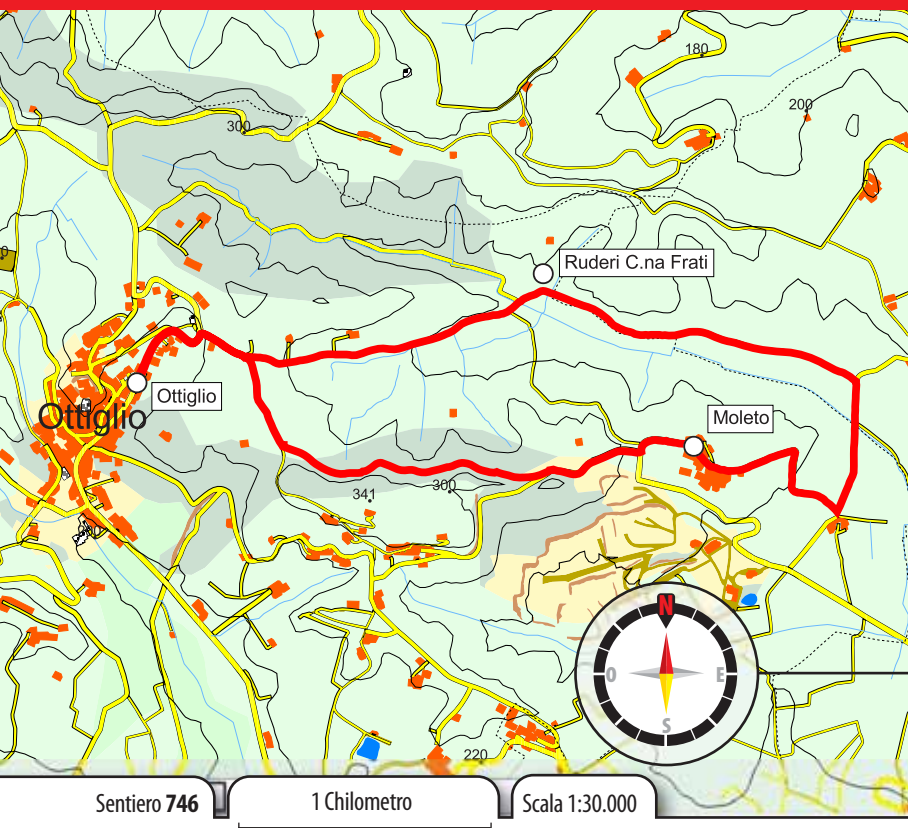 180
200
300
Ruderi C.na Frati
Ottiglio
Ottiglio
Moleto
341
300
N
O
E
S
220
Sentiero 746
1 Chilometro
Scala 1:30.000